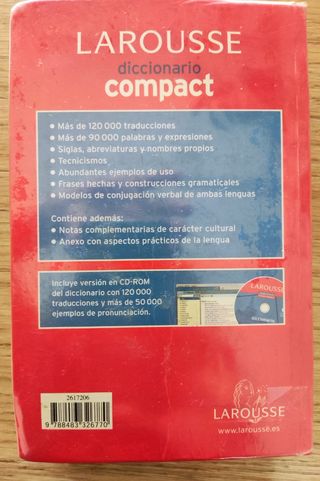 LAROUSSE
diccionario
compact
• Más de 120 000 traducciones
• Más de 90 000 palabras y expresiones
• Siglas, abreviaturas y nombres propios
• Tecnicismos
• Abundantes ejemplos de uso
• Frases hechas y construcciones gramaticales
• Modelos de conjugación verbal de ambas lenguas
Contiene además:
• Notas complementarias de carácter cultural
• Anexo con aspectos prácticos de la lengua
Incluye versión en CD-ROM
del diccionario con 120 000
traducciones y más de 50 000
ejemplos de pronunciación.
LAROUSSE
2617206
9 788483 326770
LAROUSSE
www.larousse.es